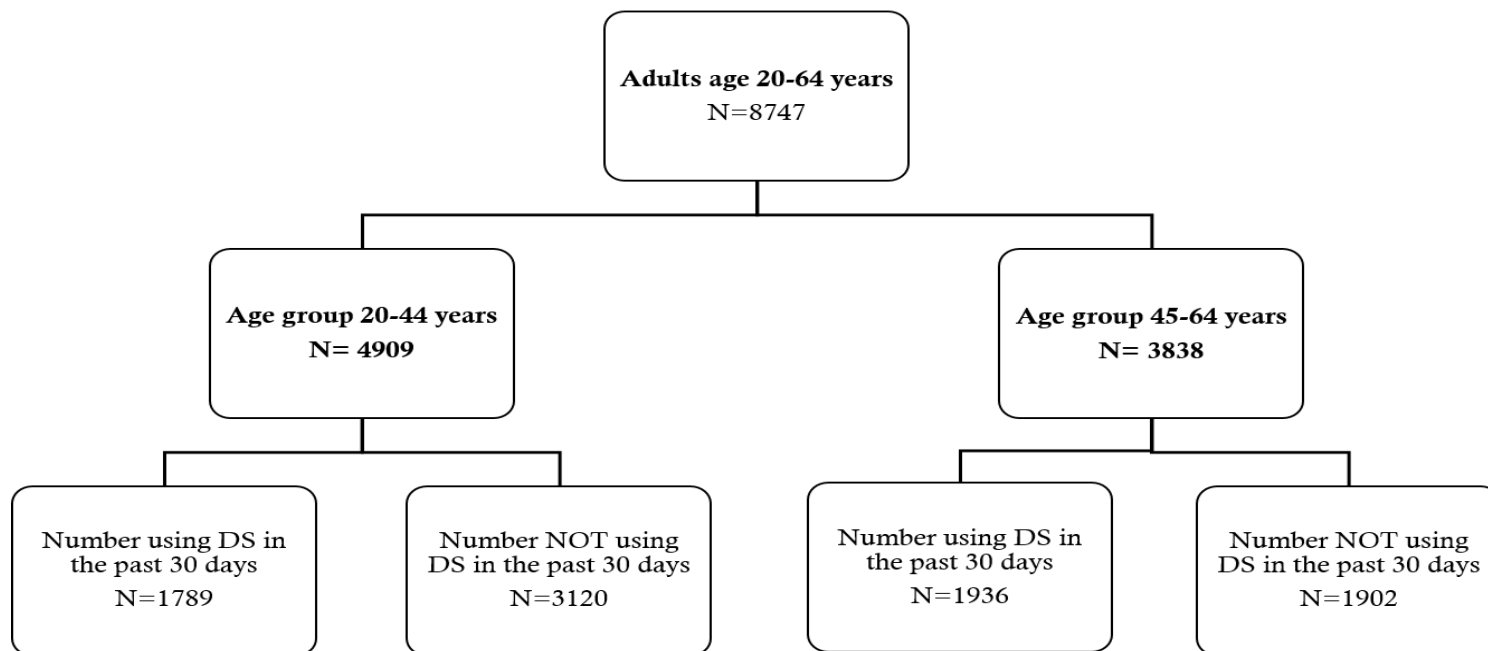 Adults age 20-64 years
N=8747
Age group 20-44 years
N= 4909
Age group 45-64 years
N= 3838
Number using DS in
the past 30 days
N=1789
Number NOT using
DS in the past 30 days
N=3120
Number using DS in
the past 30 days
N=1936
Number NOT using
DS in the past 30 days
N=1902